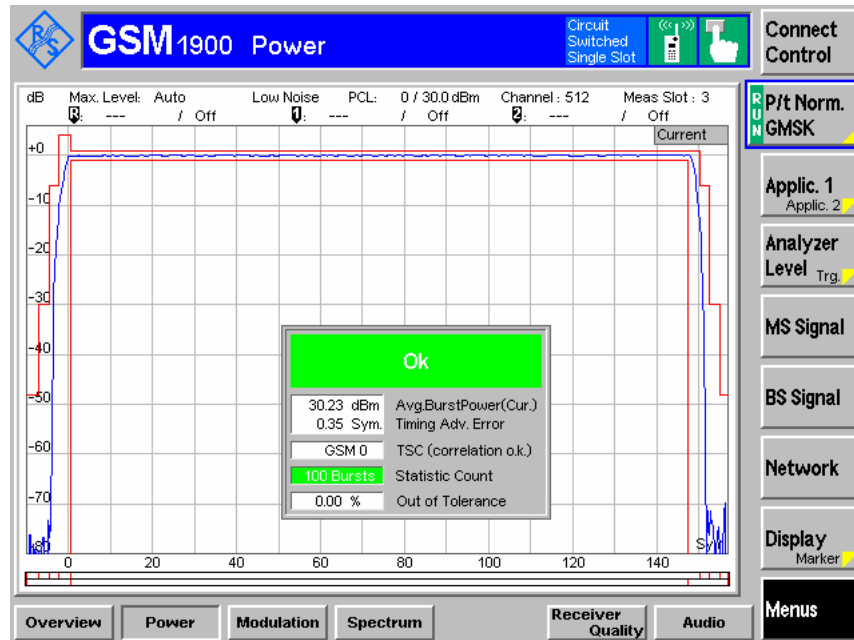 R&S
GSM 1900 Power
Circuit
Switched
Single Slot
Connect
Control
dB Max. Level: Auto Low Noise PCL: 0 / 30.0 dBm Channel : 512 Meas Slot : 3
R: --- / Off 1: --- / Off 2: --- / Off
Current
RUN
P/t Norm.
GMSK
Applic. 1
Applic. 2
Analyzer
Level Trg.
MS Signal
BS Signal
Network
Display
Marker
Menus
+0
-10
-20
-30
-40
-50
-60
-70
-80
Ok
30.23 dBm Avg.BurstPower(Cur.)
0.35 Sym. Timing Adv. Error
GSM 0 TSC (correlation o.k.)
100 Bursts Statistic Count
0.00 % Out of Tolerance
0 20 40 60 80 100 120 140
Overview Power Modulation Spectrum Receiver Quality Audio